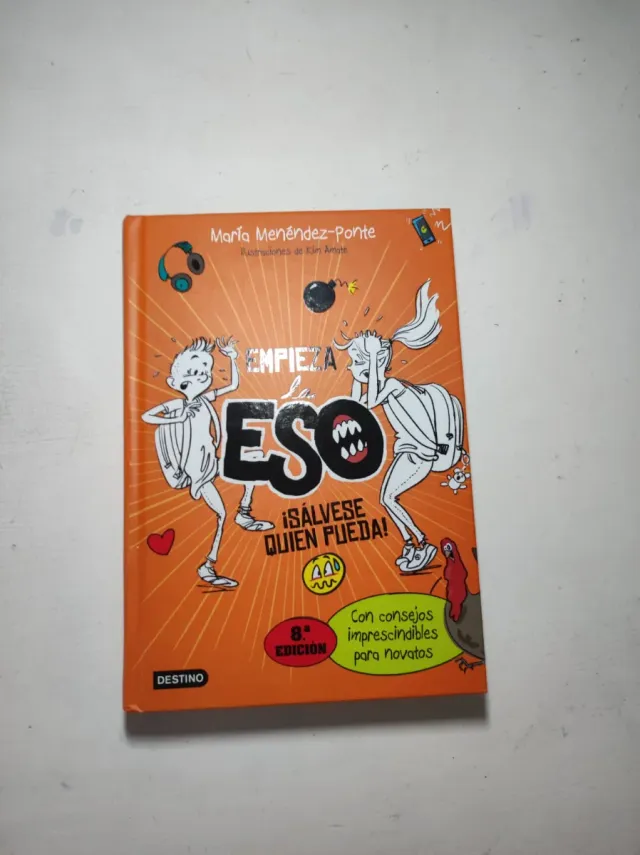 María Menéndez-Ponte
Ilustraciones de Kim Amate
EMPIEZA
la
ESO
¡SÁLVESE
QUIEN PUEDA!
8.ª
EDICIÓN
Con consejos
imprescindibles
para novatos
DESTINO